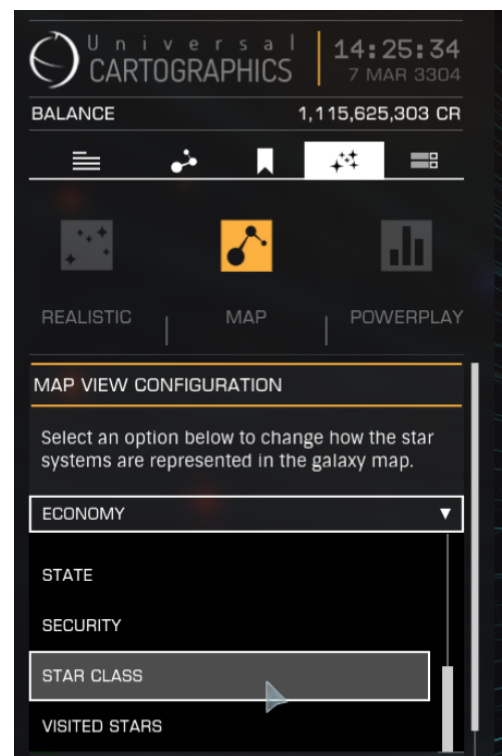 Universal
CARTOGRAPHICS
14:25:34
7 MAR 3304
BALANCE 1,115,625,303 CR
REALISTIC MAP POWERPLAY
MAP VIEW CONFIGURATION
Select an option below to change how the star
systems are represented in the galaxy map.
ECONOMY
STATE
SECURITY
STAR CLASS
VISITED STARS